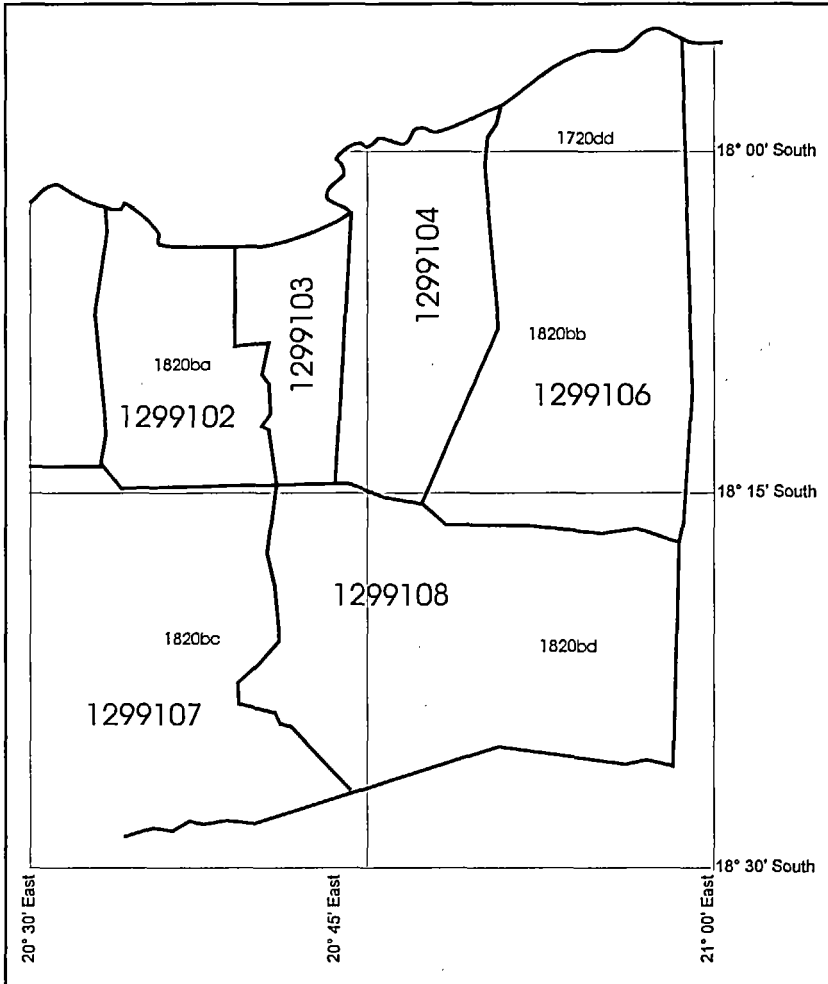 1720dd
18° 00' South
1299104
1299103
1820bb
1820ba
1299106
1299102
18° 15' South
1299108
1820bc
1820bd
1299107
18° 30' South
20° 30' East
20° 45' East
21° 00' East